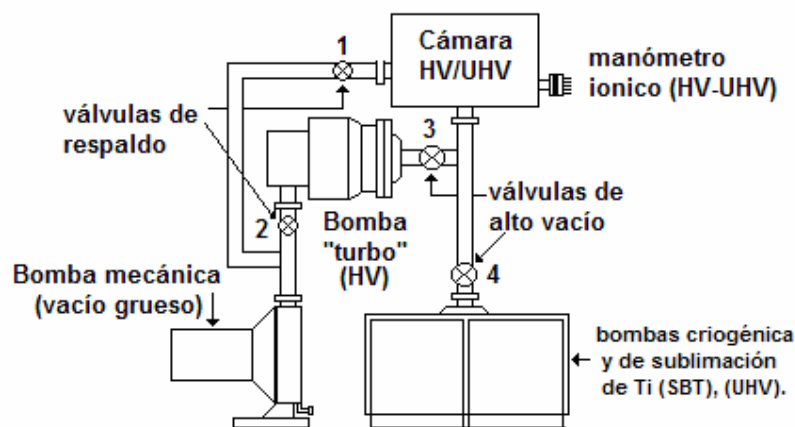 1
Cámara
HV/UHV
manómetro
ionico (HV-UHV)
válvulas de
respaldo
3
2
válvulas de
alto vacío
Bomba
"turbo"
(HV)
4
Bomba mecánica
(vacío grueso)
bombas criogénica
y de sublimación
de Ti (SBT), (UHV).